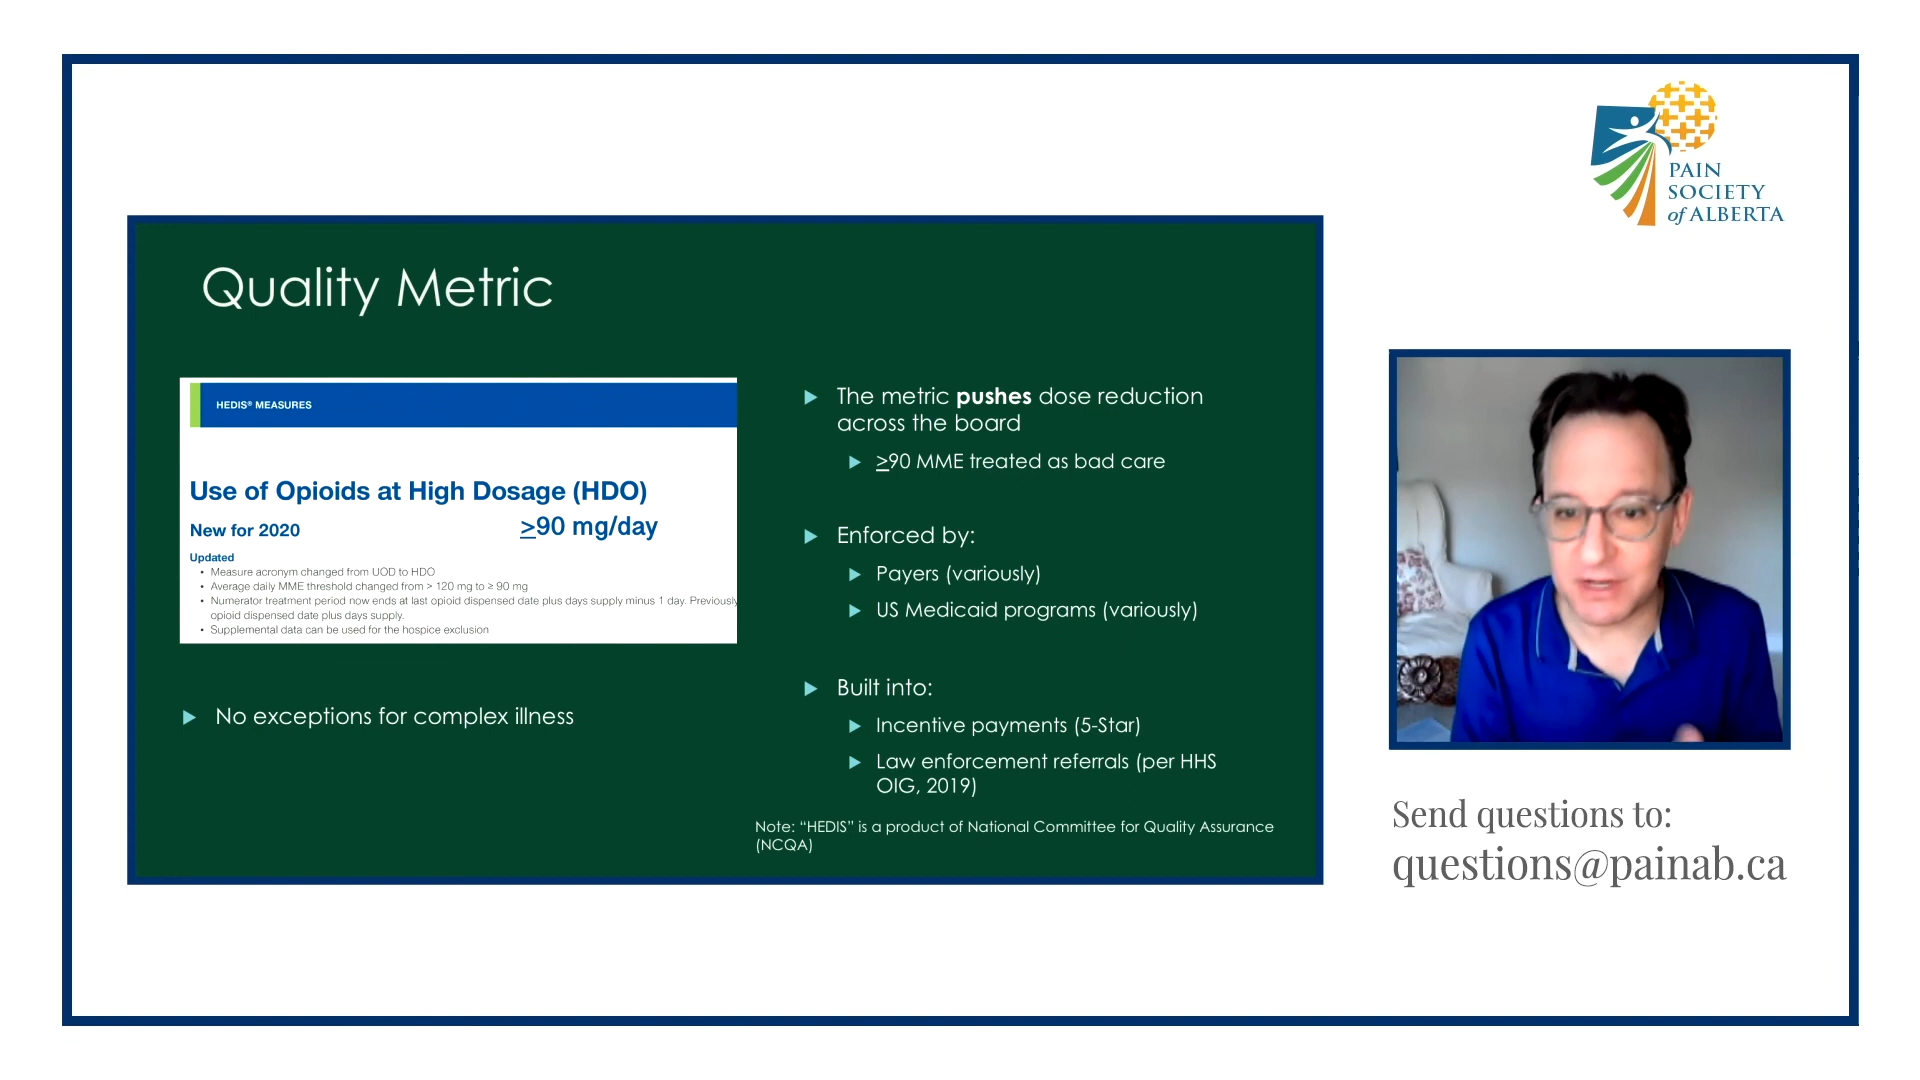 PAIN
SOCIETY
of ALBERTA
Quality Metric
HEDIS® MEASURES
Use of Opioids at High Dosage (HDO)
New for 2020
≥90 mg/day
Updated
• Measure acronym changed from UOD to HDO
• Average daily MME threshold changed from > 120 mg to ≥ 90 mg
• Numerator treatment period now ends at last opioid dispensed date plus days supply minus 1 day. Previously
opioid dispensed date plus days supply.
• Supplemental data can be used for the hospice exclusion
No exceptions for complex illness
The metric pushes dose reduction
across the board
≥90 MME treated as bad care
Enforced by:
Payers (variously)
US Medicaid programs (variously)
Built into:
Incentive payments (5-Star)
Law enforcement referrals (per HHS
OIG, 2019)
Note: “HEDIS” is a product of National Committee for Quality Assurance
(NCQA)
Send questions to:
questions@painab.ca